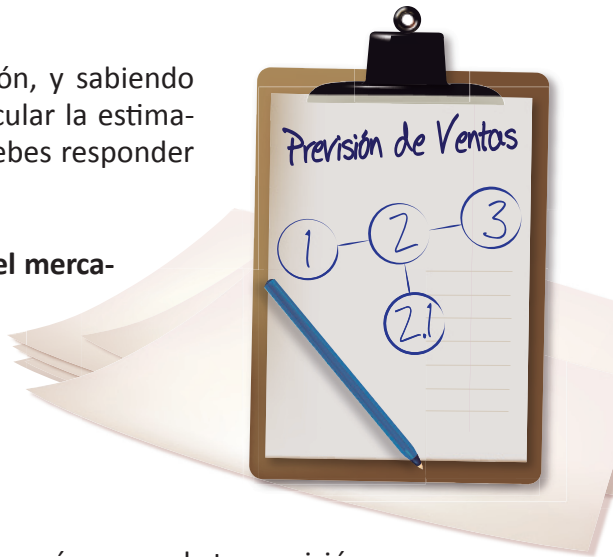 ón, y sabiendo
cular la estima-
ebes responder
el merca-
Previsión de Ventas
1 2 3
2.1